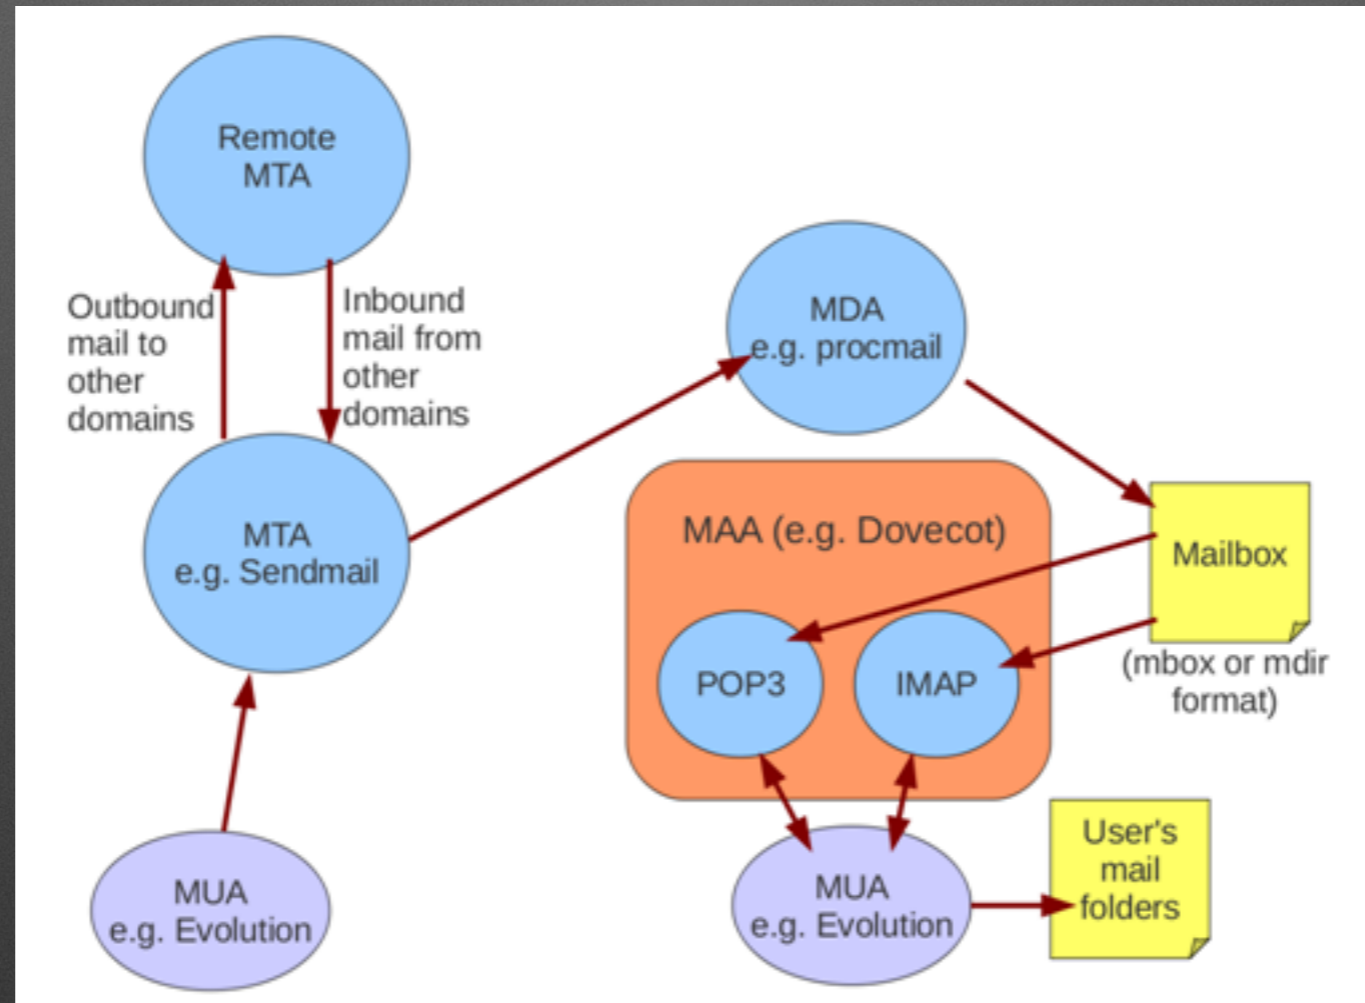 Remote
MTA
Outbound
mail to
other
domains
Inbound
mail from
other
domains
MTA
e.g. Sendmail
MUA
e.g. Evolution
MDA
e.g. procmail
MAA (e.g. Dovecot)
POP3
IMAP
Mailbox
(mbox or mdir
format)
MUA
e.g. Evolution
User's
mail
folders